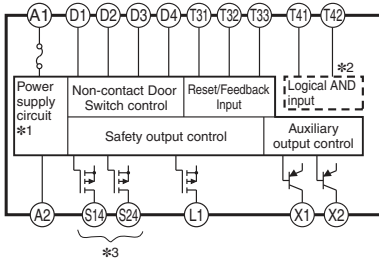 A1 D1 D2 D3 D4 T31 T32 T33 T41 T42
*2
Power supply circuit *1
Non-contact Door Switch control
Reset/Feedback Input
Logical AND input
Safety output control
Auxiliary output control
A2 S14 S24 L1 X1 X2
*3